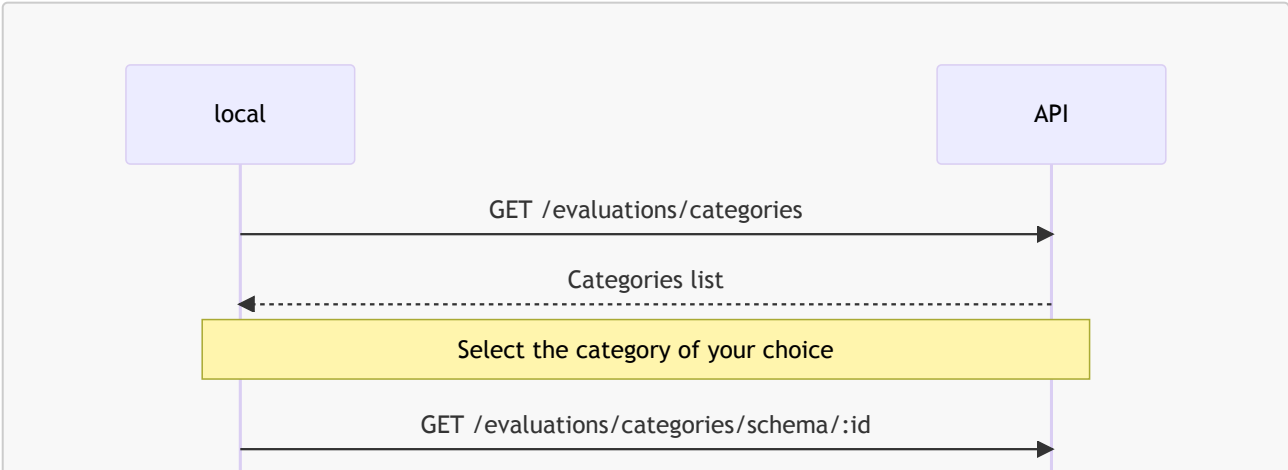 local
API
GET /evaluations/categories
Categories list
Select the category of your choice
GET /evaluations/categories/schema/:id